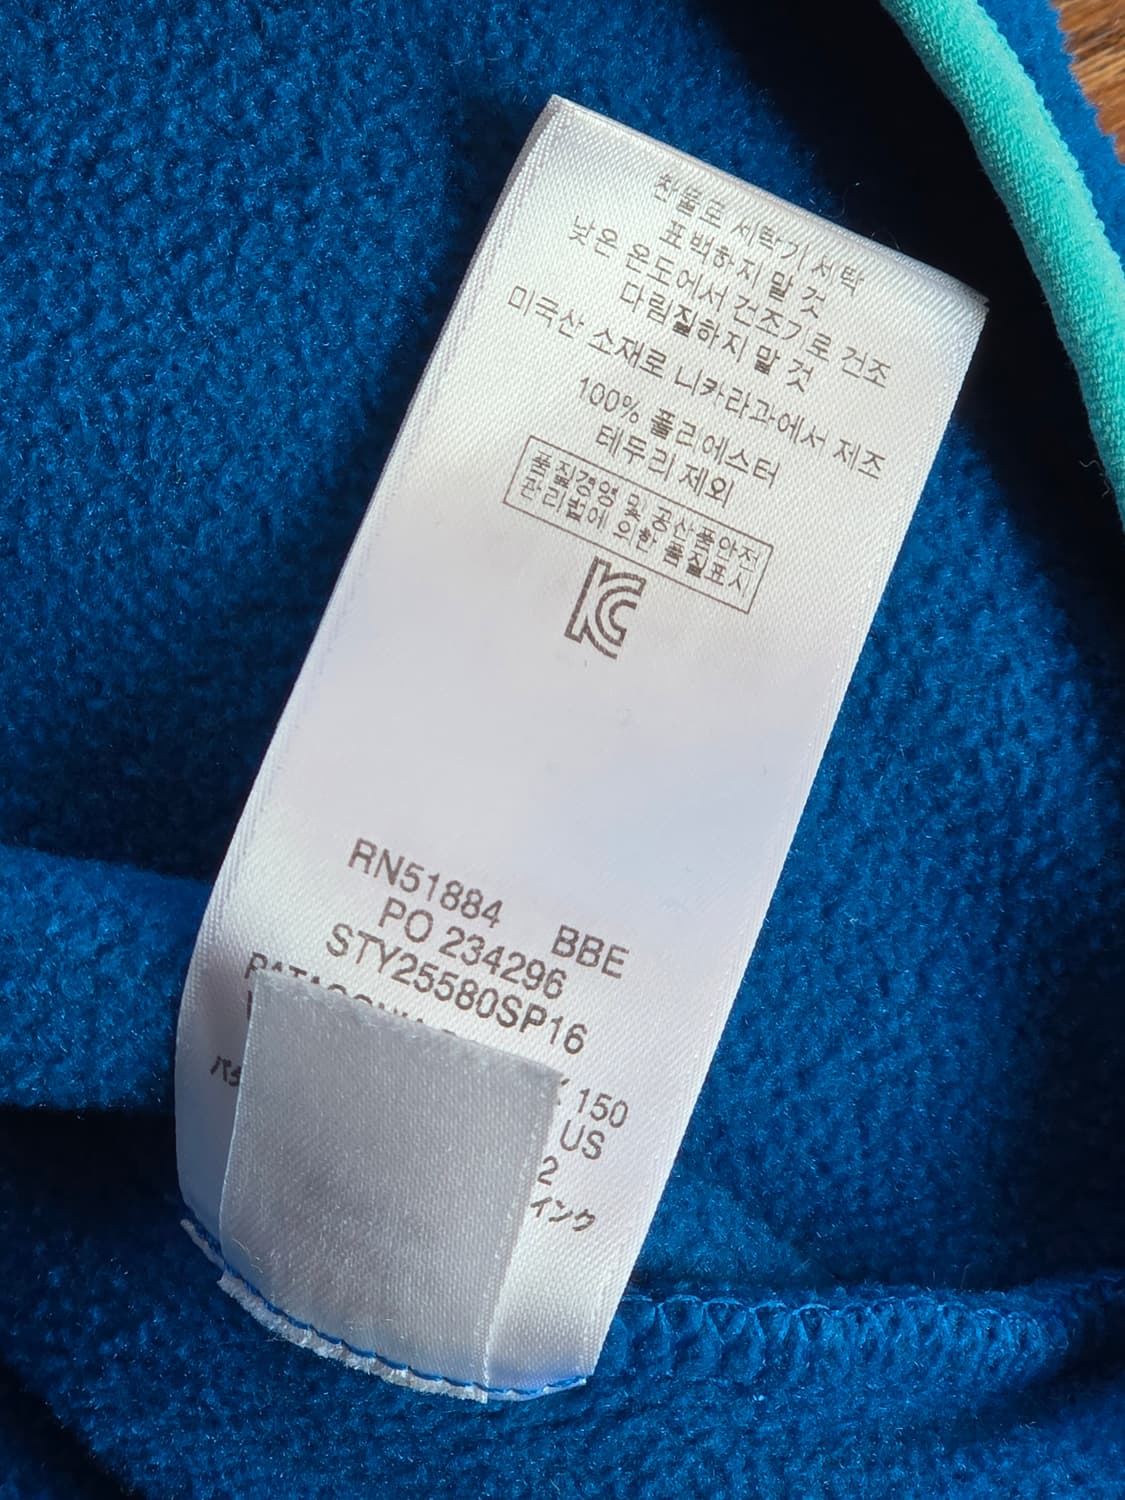 찬물로 세탁기 세탁
표백하지 말 것
낮은 온도에서 건조기로 건조
다림질하지 말 것
미국산 소재로 니카라과에서 제조
100% 폴리에스터
테두리 제외
품질경영 및 공산품안전
관리법에 의한 품질표시
KC
RN51884 BBE
PO 234296
STY25580SP16
150
US
2
インク